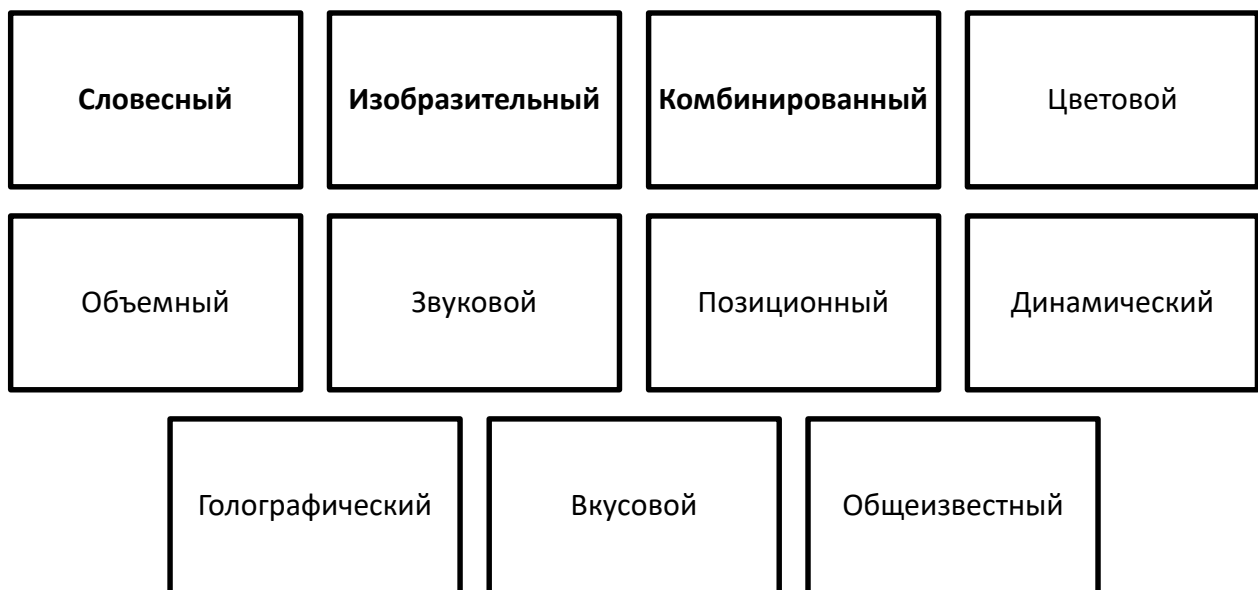 Словесный
Изобразительный
Комбинированный
Цветовой
Объемный
Звуковой
Позиционный
Динамический
Голографический
Вкусовой
Общеизвестный